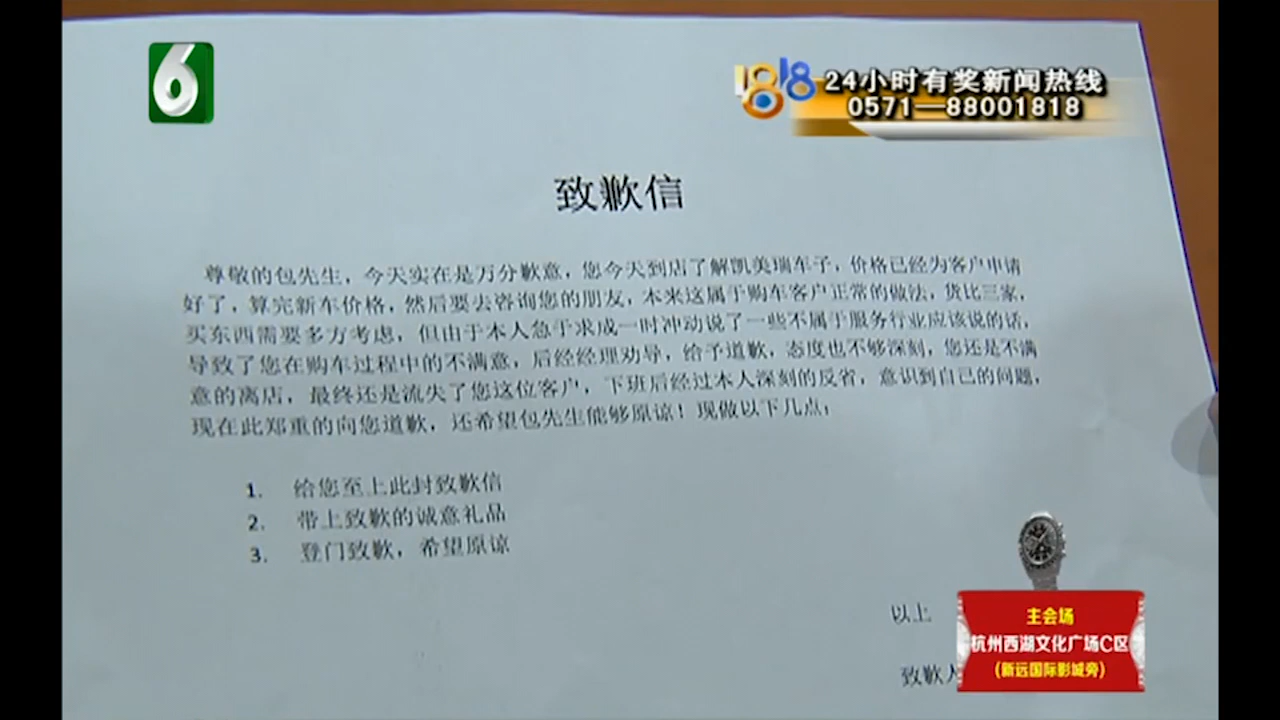 6
1818
24小时有奖新闻热线
0571—88001818
致歉信
尊敬的包先生，今天实在是万分歉意，您今天到店了解凯美瑞车子，价格已经为客户申请
好了，算完新车价格，然后要去咨询您的朋友，本来这属于购车客户正常的做法，货比三家，
买东西需要多方考虑，但由于本人急于求成一时冲动说了一些不属于服务行业应该说的话，
导致了您在购车过程中的不满意，后经经理劝导，给予道歉，态度也不够深刻，您还是不满
意的离店，最终还是流失了您这位客户，下班后经过本人深刻的反省，意识到自己的问题，
现在此郑重的向您道歉，还希望包先生能够原谅！现做以下几点：
1. 给您至上此封致歉信
2. 带上致歉的诚意礼品
3. 登门致歉，希望原谅
以上
致歉人
主会场
杭州西湖文化广场C区
(新远国际影城旁)